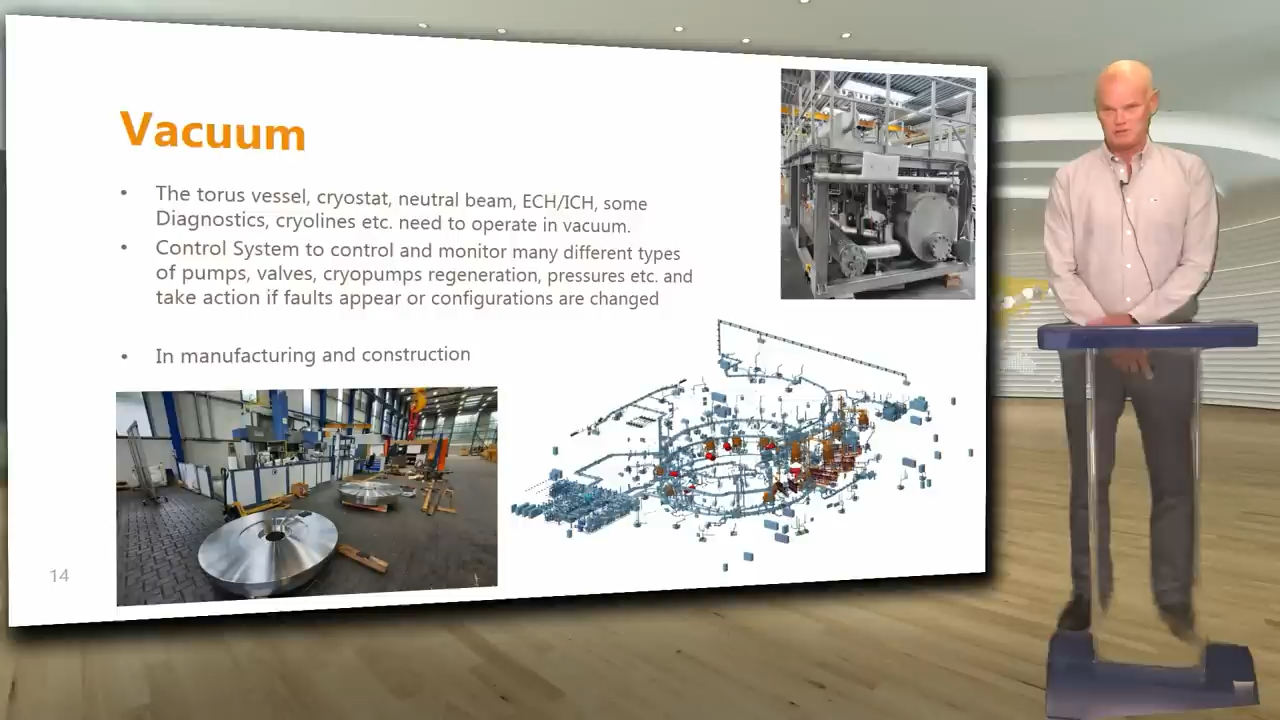 Vacuum
• The torus vessel, cryostat, neutral beam, ECH/ICH, some
Diagnostics, cryolines etc. need to operate in vacuum.
• Control System to control and monitor many different types
of pumps, valves, cryopumps regeneration, pressures etc. and
take action if faults appear or configurations are changed
• In manufacturing and construction
14